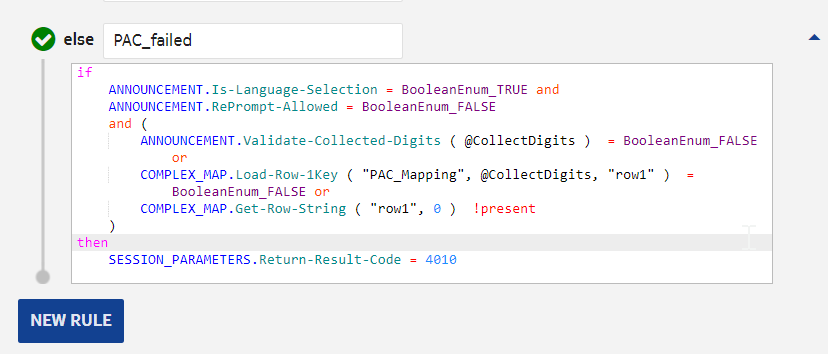 else PAC_failed
if
ANNOUNCEMENT.Is-Language-Selection = BooleanEnum_TRUE and
ANNOUNCEMENT.RePrompt-Allowed = BooleanEnum_FALSE
and (
ANNOUNCEMENT.Validate-Collected-Digits ( @CollectDigits )  = BooleanEnum_FALSE
or
COMPLEX_MAP.Load-Row-1Key ( "PAC_Mapping", @CollectDigits, "row1" )  =
BooleanEnum_FALSE or
COMPLEX_MAP.Get-Row-String ( "row1", 0 )  !present
)
then
SESSION_PARAMETERS.Return-Result-Code = 4010
NEW RULE